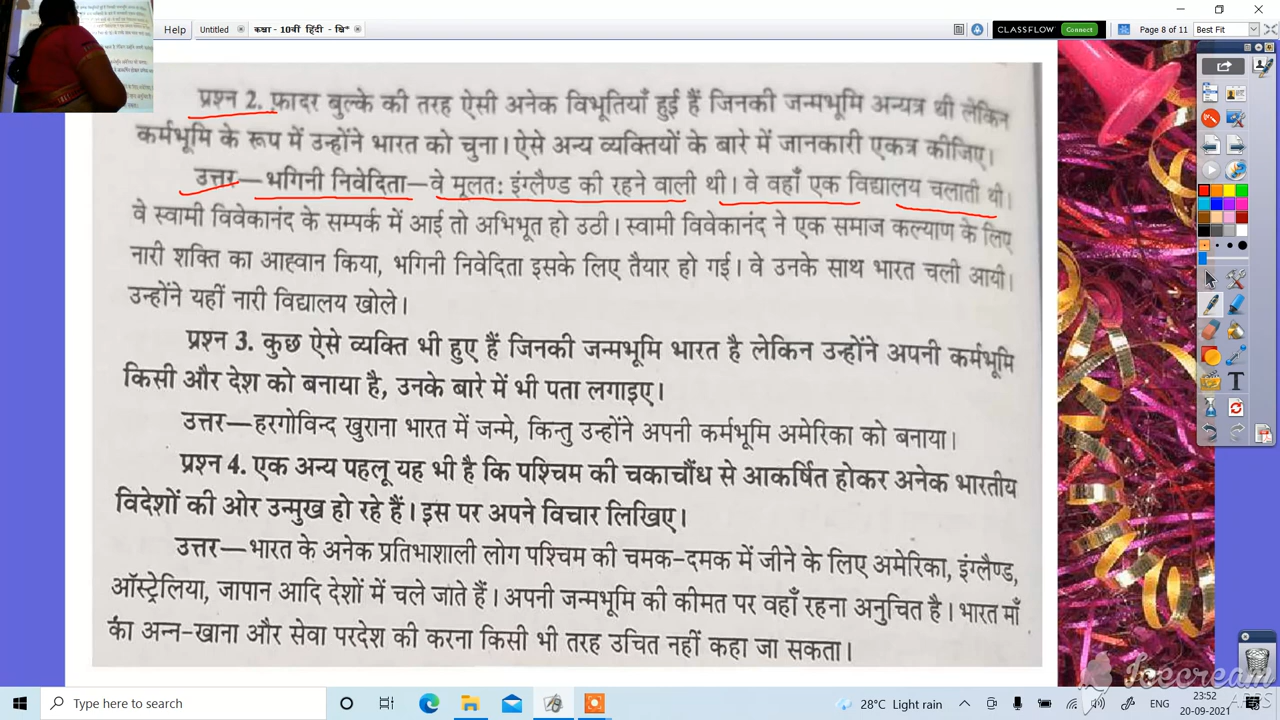 Help
Untitled
कक्षा - 10वीं हिंदी - क्षि*
CLASSFLOW Connect
Page 8 of 11
Best Fit
प्रश्न 2. फ़ादर बुल्के की तरह ऐसी अनेक विभूतियाँ हुई हैं जिनकी जन्मभूमि अन्यत्र थी लेकिन
कर्मभूमि के रूप में उन्होंने भारत को चुना। ऐसे अन्य व्यक्तियों के बारे में जानकारी एकत्र कीजिए।
उत्तर—भगिनी निवेदिता—वे मूलत: इंग्लैण्ड की रहने वाली थी। वे वहाँ एक विद्यालय चलाती थी।
वे स्वामी विवेकानंद के सम्पर्क में आई तो अभिभूत हो उठी। स्वामी विवेकानंद ने एक समाज कल्याण के लिए
नारी शक्ति का आह्वान किया, भगिनी निवेदिता इसके लिए तैयार हो गई। वे उनके साथ भारत चली आयी।
उन्होंने यहीं नारी विद्यालय खोले।
प्रश्न 3. कुछ ऐसे व्यक्ति भी हुए हैं जिनकी जन्मभूमि भारत है लेकिन उन्होंने अपनी कर्मभूमि
किसी और देश को बनाया है, उनके बारे में भी पता लगाइए।
उत्तर—हरगोविन्द खुराना भारत में जन्मे, किन्तु उन्होंने अपनी कर्मभूमि अमेरिका को बनाया।
प्रश्न 4. एक अन्य पहलू यह भी है कि पश्चिम की चकाचौंध से आकर्षित होकर अनेक भारतीय
विदेशों की ओर उन्मुख हो रहे हैं। इस पर अपने विचार लिखिए।
उत्तर—भारत के अनेक प्रतिभाशाली लोग पश्चिम की चमक-दमक में जीने के लिए अमेरिका, इंग्लैण्ड,
ऑस्ट्रेलिया, जापान आदि देशों में चले जाते हैं। अपनी जन्मभूमि की कीमत पर वहाँ रहना अनुचित है। भारत माँ
का अन्न-खाना और सेवा परदेश की करना किसी भी तरह उचित नहीं कहा जा सकता।
Icecream
APPS
Type here to search
28°C Light rain
ENG
23:52
20-09-2021